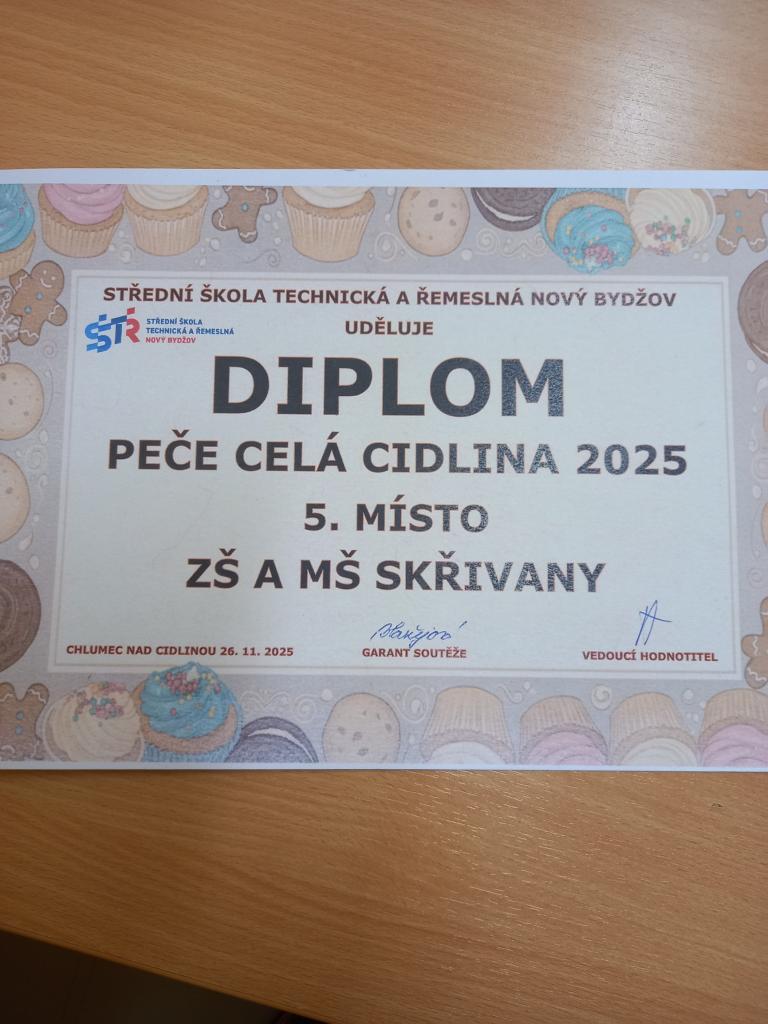 STŘEDNÍ ŠKOLA TECHNICKÁ A ŘEMESLNÁ NOVÝ BYDŽOV
UDĚLUJE
STŘ
STŘEDNÍ ŠKOLA
TECHNICKÁ A ŘEMESLNÁ
NOVÝ BYDŽOV
DIPLOM
PEČE CELÁ CIDLINA 2025
5. MÍSTO
ZŠ A MŠ SKŘIVANY
CHLUMEC NAD CIDLINOU 26. 11. 2025
GARANT SOUTĚŽE
VEDOUCÍ HODNOTITEL